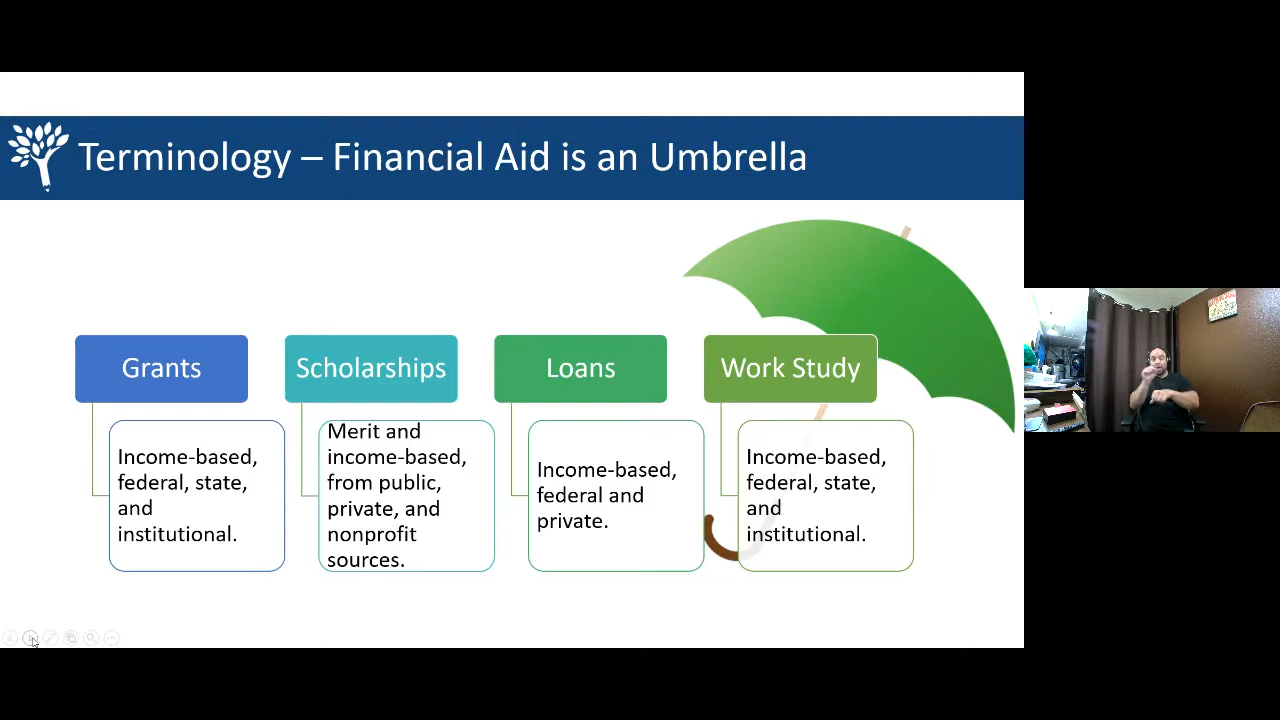 Terminology – Financial Aid is an Umbrella
Grants
Income-based,
federal, state,
and
institutional.
Scholarships
Merit and
income-based,
from public,
private, and
nonprofit
sources.
Loans
Income-based,
federal and
private.
Work Study
Income-based,
federal, state,
and
institutional.